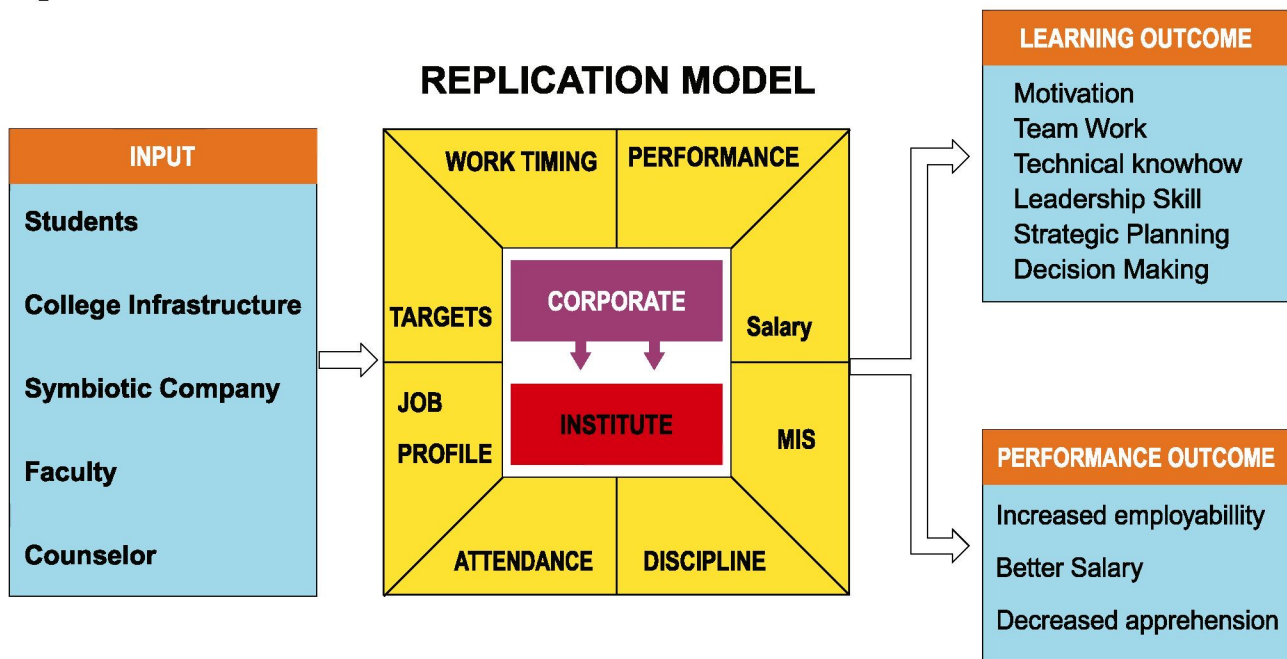 REPLICATION MODEL
INPUT
Students
College Infrastructure
Symbiotic Company
Faculty
Counselor
WORK TIMING
PERFORMANCE
TARGETS
Salary
JOB
PROFILE
MIS
ATTENDANCE
DISCIPLINE
CORPORATE
INSTITUTE
LEARNING OUTCOME
Motivation
Team Work
Technical knowhow
Leadership Skill
Strategic Planning
Decision Making
PERFORMANCE OUTCOME
Increased employabillity
Better Salary
Decreased apprehension